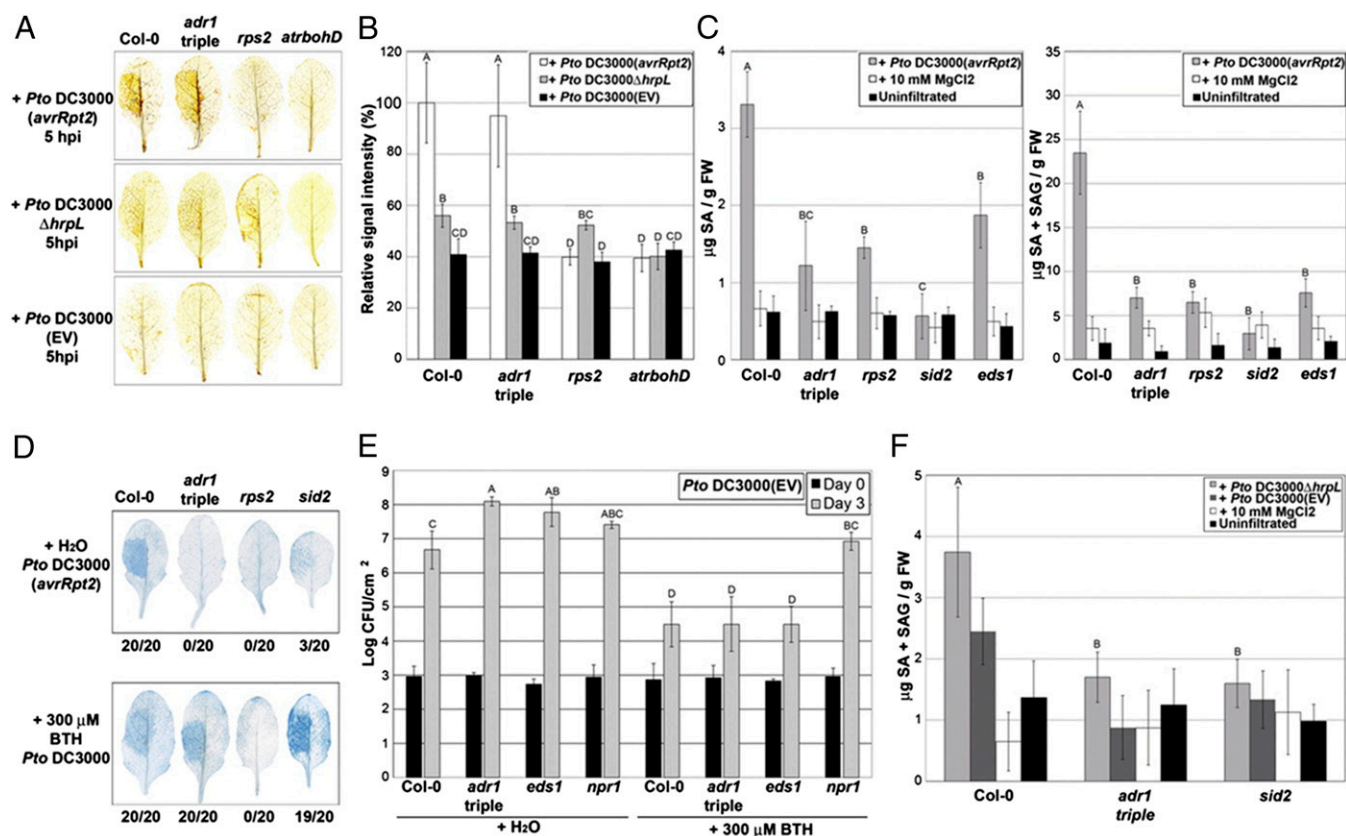 A
Col-0
adr1
triple
rps2
atrbohD
+ Pto DC3000
(avrRpt2)
5 hpi
+ Pto DC3000
ΔhrpL
5hpi
+ Pto DC3000
(EV)
5hpi
B
Relative signal intensity (%)
120
100
80
60
40
20
0
+ Pto DC3000(avrRpt2)
+ Pto DC3000ΔhrpL
+ Pto DC3000(EV)
A
B
CD
A
B
CD
D
BC
D
D
D
CD
Col-0
adr1
triple
rps2
atrbohD
C
µg SA / g FW
4
3
2
1
0
+ Pto DC3000(avrRpt2)
+ 10 mM MgCl2
Uninfiltrated
A
BC
B
C
B
Col-0
adr1
triple
rps2
sid2
eds1
µg SA + SAG / g FW
35
30
25
20
15
10
5
0
+ Pto DC3000(avrRpt2)
+ 10 mM MgCl2
Uninfiltrated
A
B
B
B
B
Col-0
adr1
triple
rps2
sid2
eds1
D
Col-0
adr1
triple
rps2
sid2
+ H2O
Pto DC3000
(avrRpt2)
20/20 0/20 0/20 3/20
+ 300 µM
BTH
Pto DC3000
20/20 20/20 0/20 19/20
E
Log CFU/cm²
9
8
7
6
5
4
3
2
1
0
Pto DC3000(EV)
Day 0
Day 3
C
A
AB
ABC
D
D
D
BC
Col-0
adr1
triple
eds1
npr1
Col-0
adr1
triple
eds1
npr1
+ H2O
+ 300 µM BTH
F
µg SA + SAG / g FW
5
4
3
2
1
0
+ Pto DC3000ΔhrpL
+ Pto DC3000(EV)
+ 10 mM MgCl2
Uninfiltrated
A
B
B
Col-0
adr1
triple
sid2